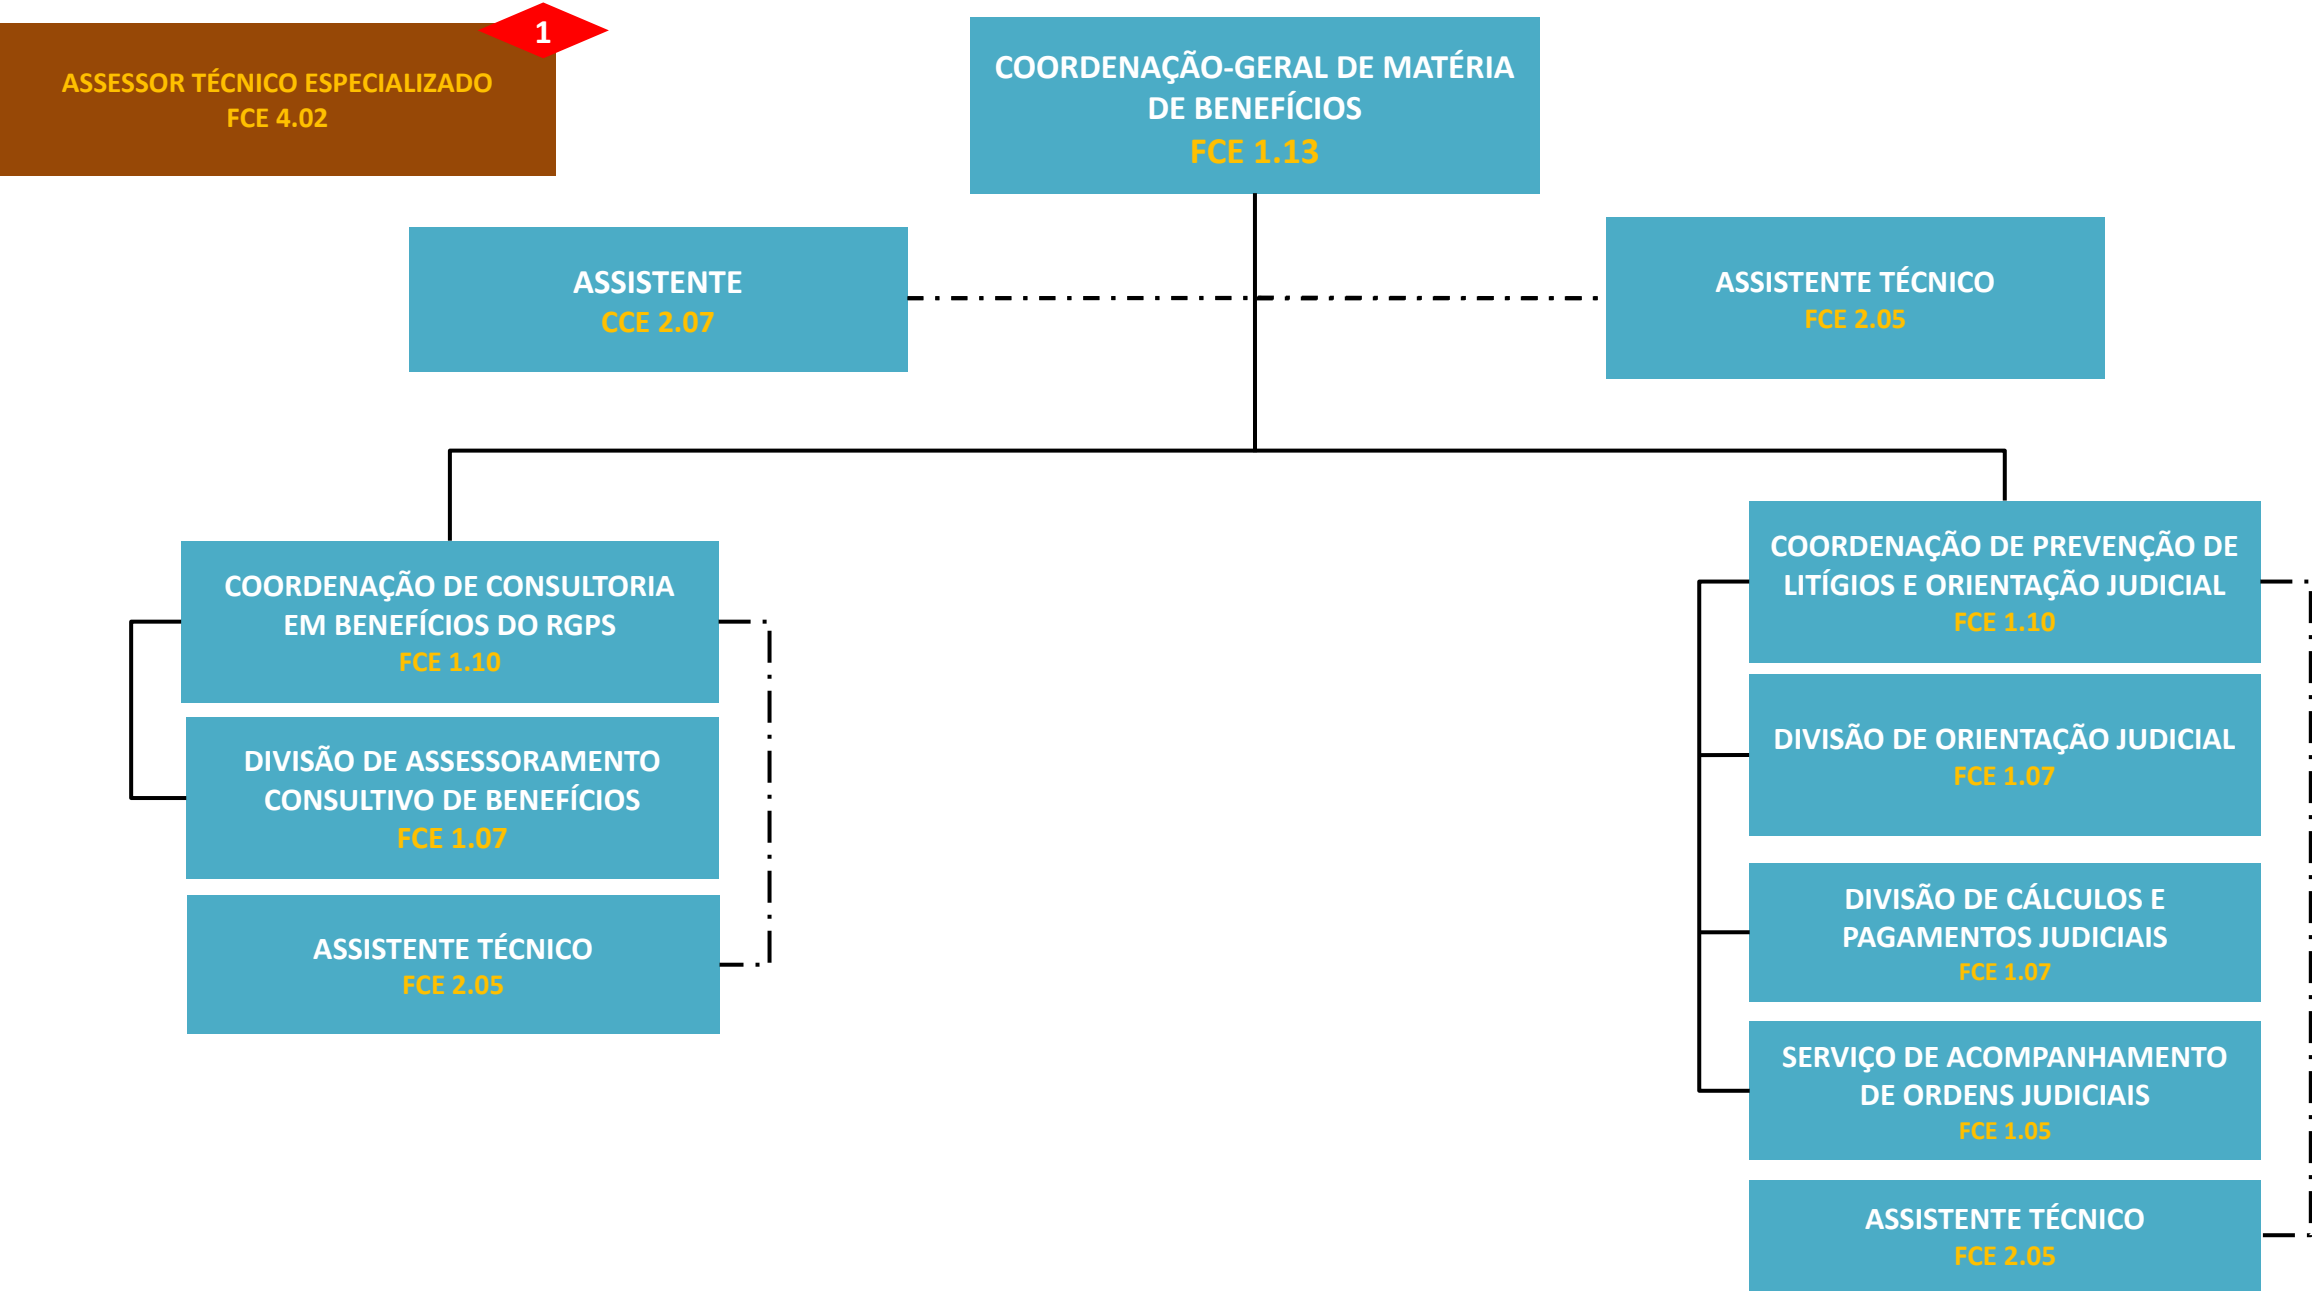 1
ASSESSOR TÉCNICO ESPECIALIZADO
FCE 4.02
COORDENAÇÃO-GERAL DE MATÉRIA
DE BENEFÍCIOS
FCE 1.13
ASSISTENTE
CCE 2.07
ASSISTENTE TÉCNICO
FCE 2.05
COORDENAÇÃO DE CONSULTORIA
EM BENEFÍCIOS DO RGPS
FCE 1.10
DIVISÃO DE ASSESSORAMENTO
CONSULTIVO DE BENEFÍCIOS
FCE 1.07
ASSISTENTE TÉCNICO
FCE 2.05
COORDENAÇÃO DE PREVENÇÃO DE
LITÍGIOS E ORIENTAÇÃO JUDICIAL
FCE 1.10
DIVISÃO DE ORIENTAÇÃO JUDICIAL
FCE 1.07
DIVISÃO DE CÁLCULOS E
PAGAMENTOS JUDICIAIS
FCE 1.07
SERVIÇO DE ACOMPANHAMENTO
DE ORDENS JUDICIAIS
FCE 1.05
ASSISTENTE TÉCNICO
FCE 2.05